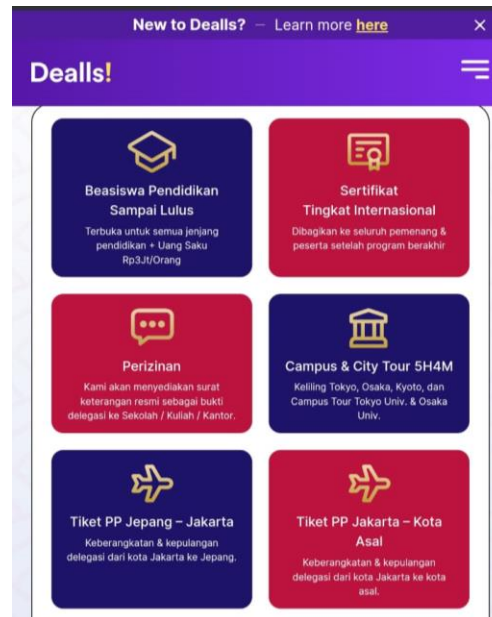 New to Dealls? — Learn more here ×
Dealls!
Beasiswa Pendidikan
Sampai Lulus
Terbuka untuk semua jenjang
pendidikan + Uang Saku
Rp3Jt/Orang
Sertifikat
Tingkat Internasional
Dibagikan ke seluruh pemenang &
peserta setelah program berakhir
Perizinan
Kami akan menyediakan surat
keterangan resmi sebagai bukti
delegasi ke Sekolah / Kuliah / Kantor.
Campus & City Tour 5H4M
Keliling Tokyo, Osaka, Kyoto, dan
Campus Tour Tokyo Univ. & Osaka
Univ.
Tiket PP Jepang – Jakarta
Keberangkatan & kepulangan
delegasi dari kota Jakarta ke Jepang.
Tiket PP Jakarta – Kota
Asal
Keberangkatan & kepulangan
delegasi dari kota Jakarta ke kota
asal.